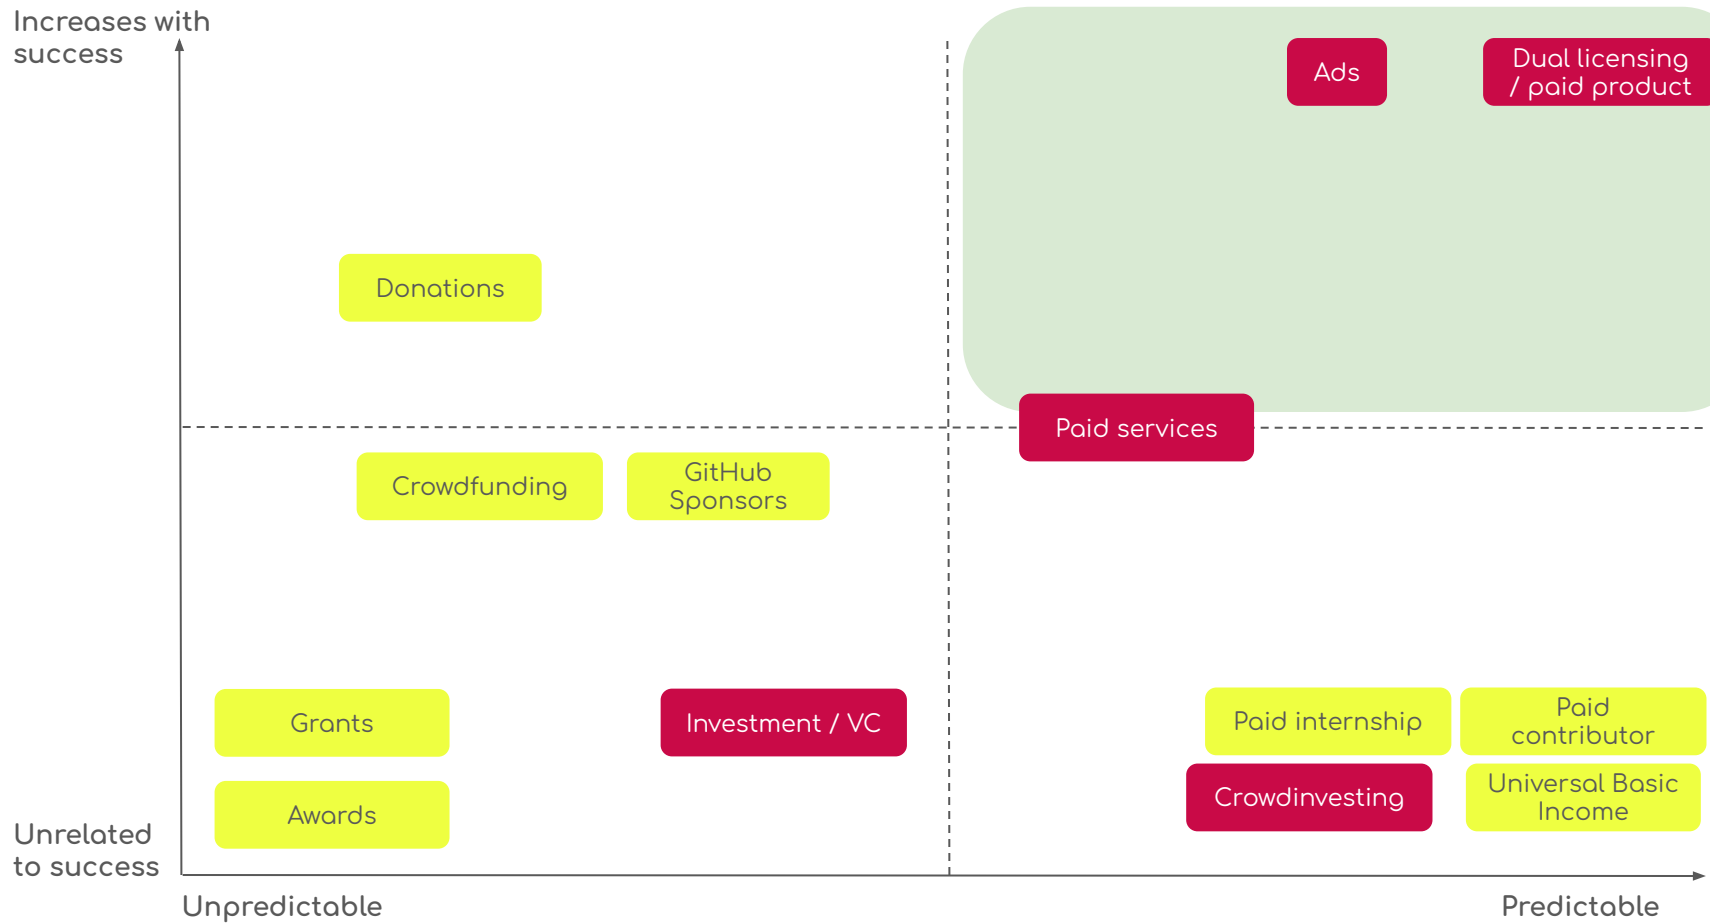 Increases with
success
Ads
Dual licensing
/ paid product
Donations
Paid services
Crowdfunding
GitHub
Sponsors
Grants
Investment / VC
Paid internship
Paid
contributor
Awards
Crowdinvesting
Universal Basic
Income
Unrelated
to success
Unpredictable
Predictable